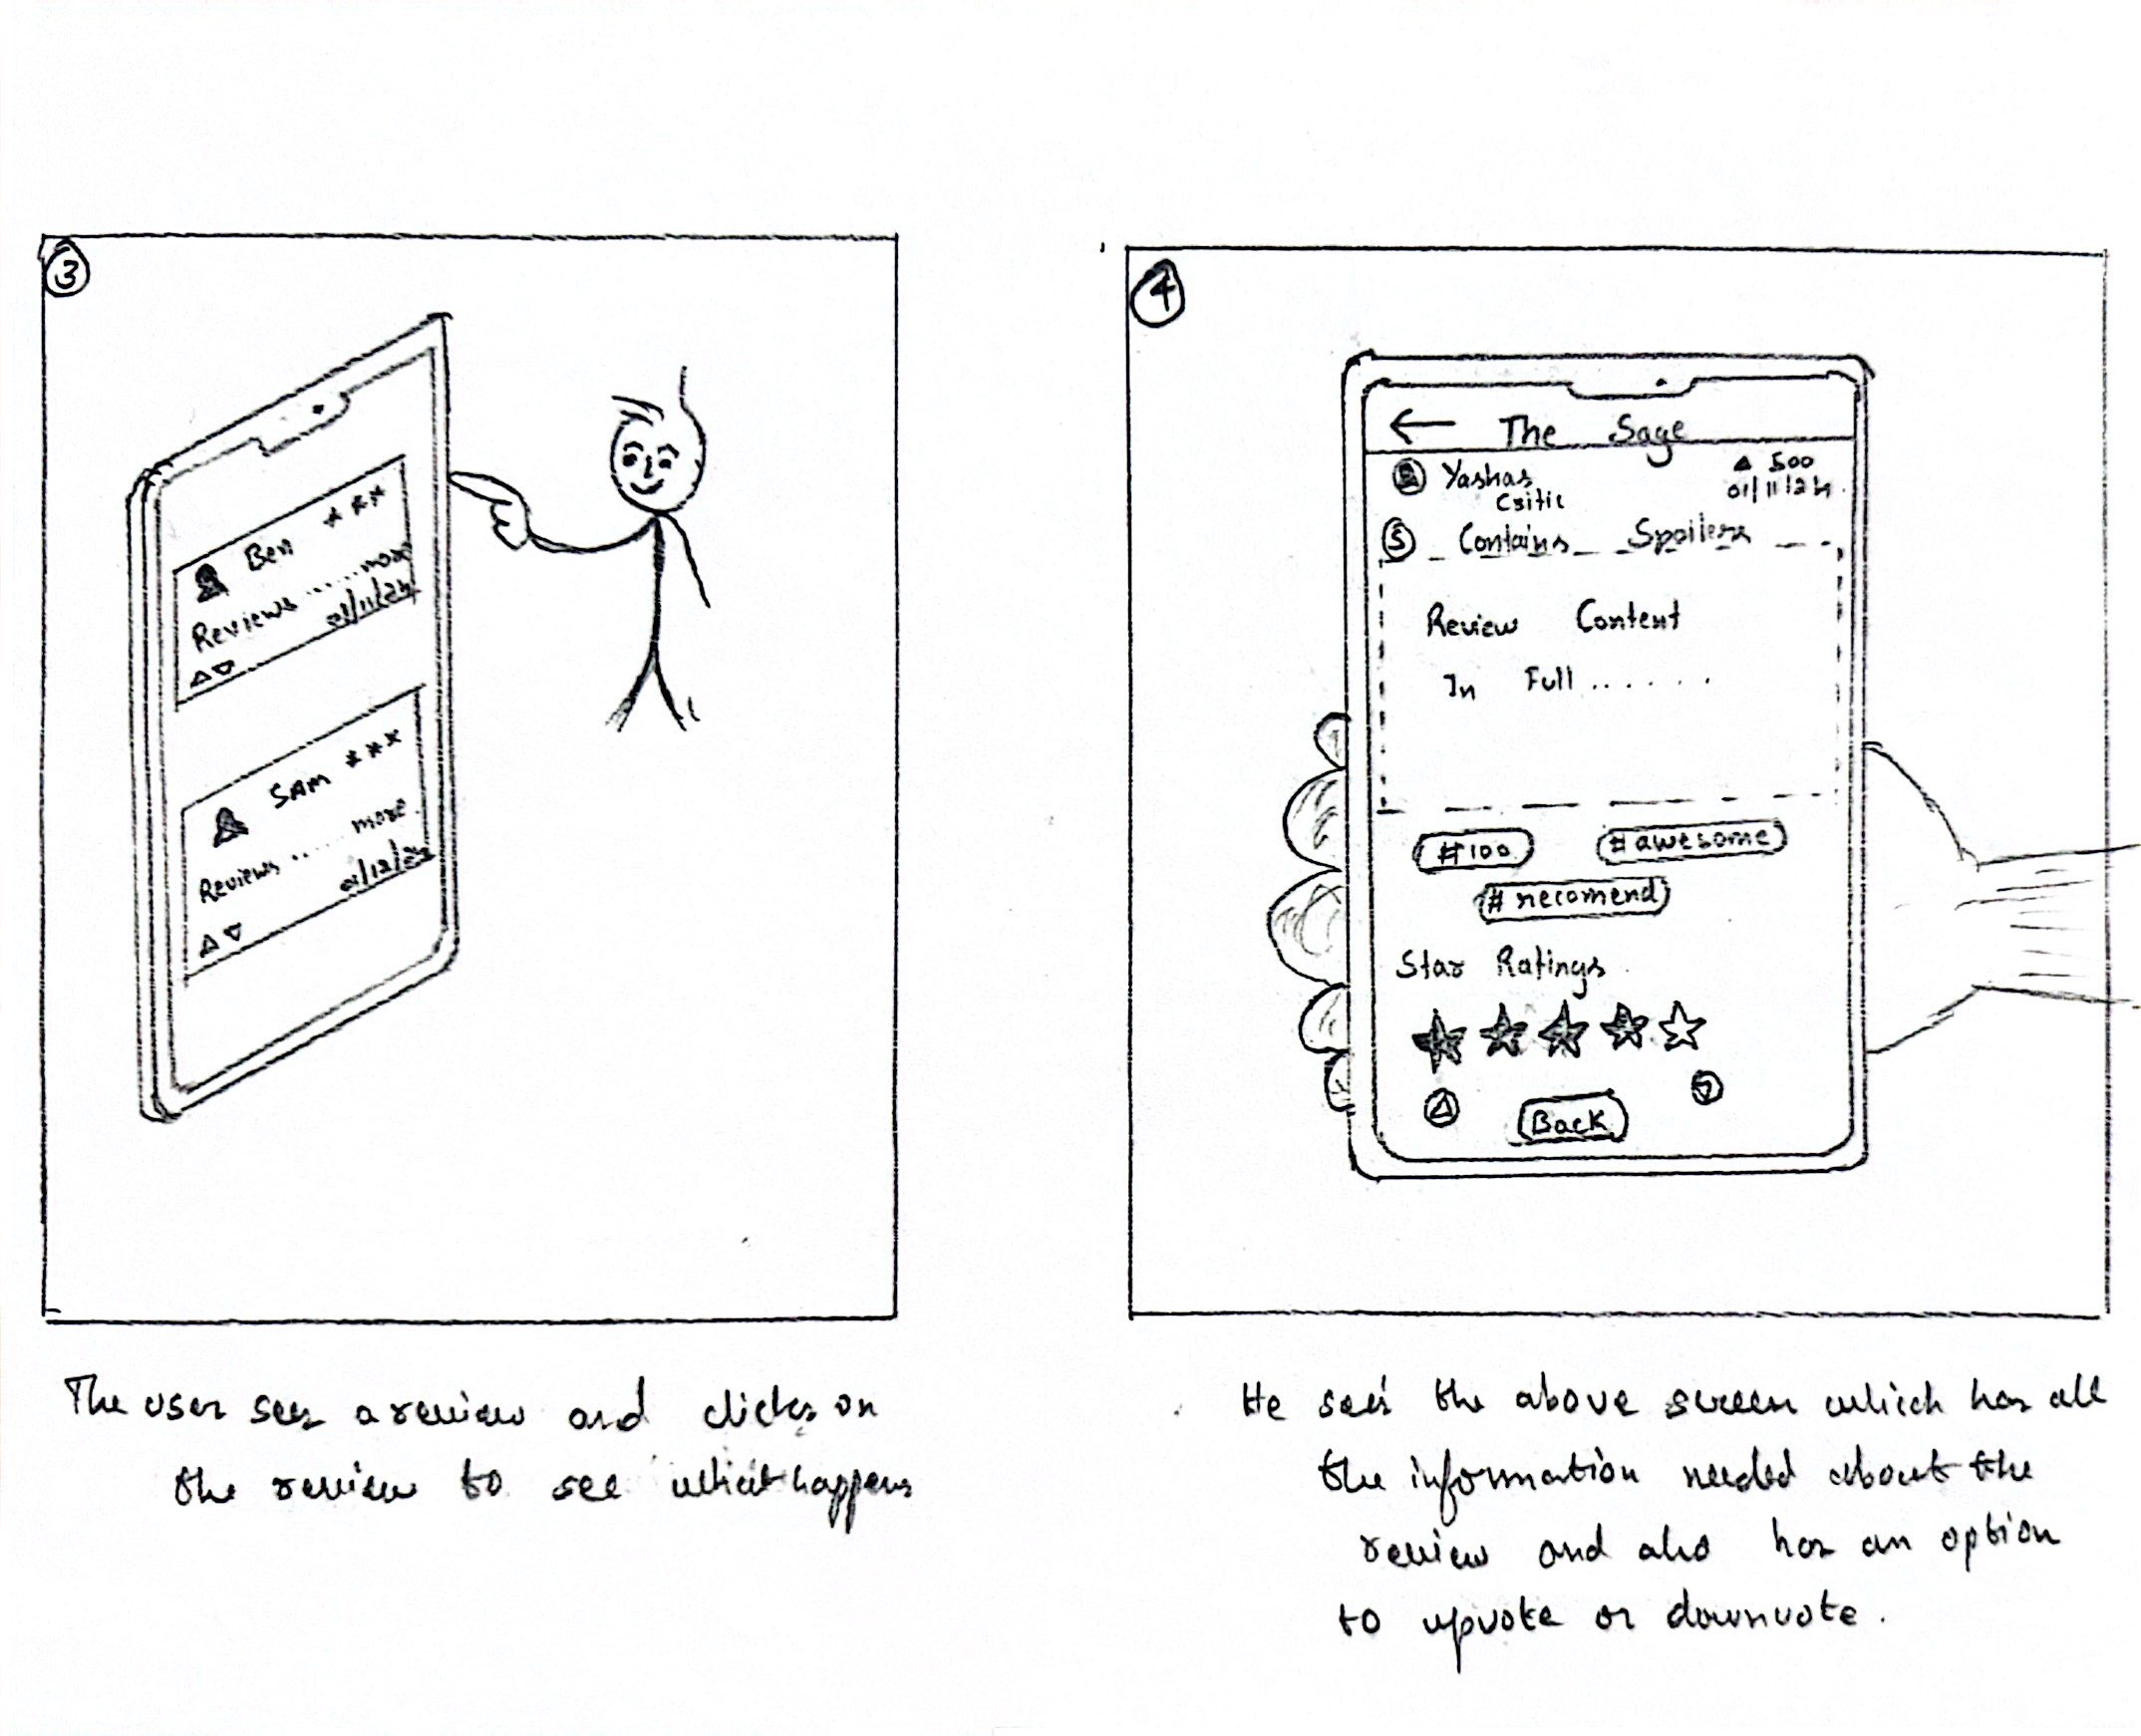 3
Ben ***
Reviews ..... more
01/11/24
SAM ***
Reviews ..... more.
01/12/24
The user sees a review and clicks on
the review to see what happens
4
← The Sage
Yashas
Critic
▲ 500
01/11/24.
S Contains Spoilers
Review Content
In Full ......
#100
#awesome
#recomend
Star Ratings
Back
He sees the above screen which has all
the information needed about the
review and also has an option
to upvote or downvote.